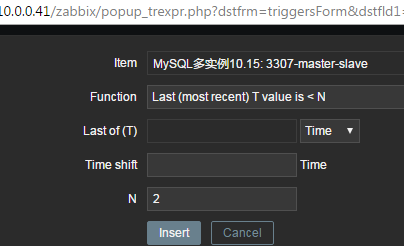 10.0.0.41/zabbix/popup_trexpr.php?dstfrm=triggersForm&dstfld1=
Item MySQL多实例10.15: 3307-master-slave
Function Last (most recent) T value is < N
Last of (T) Time
Time shift Time
N 2
Insert Cancel